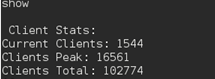 show
Client Stats:
Current Clients: 1544
Clients Peak: 16561
Clients Total: 102774